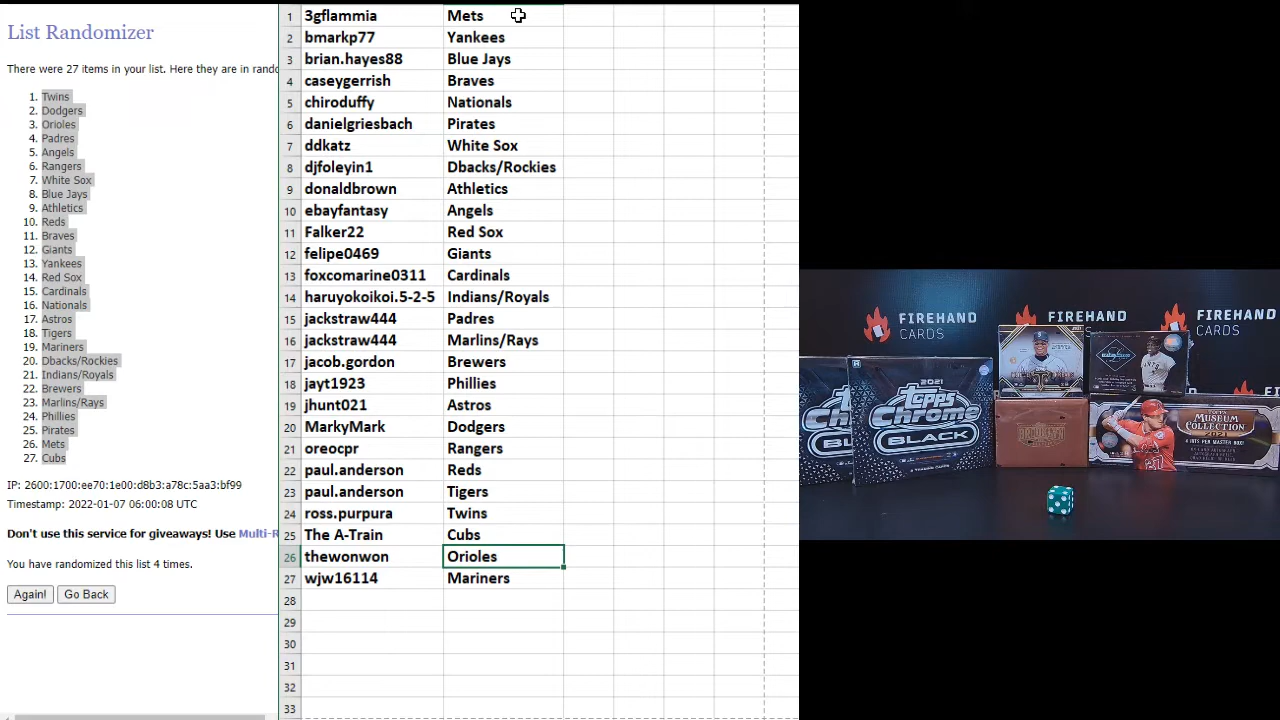 List Randomizer
There were 27 items in your list. Here they are in rando
1. Twins
2. Dodgers
3. Orioles
4. Padres
5. Angels
6. Rangers
7. White Sox
8. Blue Jays
9. Athletics
10. Reds
11. Braves
12. Giants
13. Yankees
14. Red Sox
15. Cardinals
16. Nationals
17. Astros
18. Tigers
19. Mariners
20. Dbacks/Rockies
21. Indians/Royals
22. Brewers
23. Marlins/Rays
24. Phillies
25. Pirates
26. Mets
27. Cubs
IP: 2600:1700:ee70:1e00:d8b3:a78c:5aa3:bf99
Timestamp: 2022-01-07 06:00:08 UTC
Don't use this service for giveaways! Use Multi-R
You have randomized this list 4 times.
Again! Go Back
1 3gflammia Mets
2 bmarkp77 Yankees
3 brian.hayes88 Blue Jays
4 caseygerrish Braves
5 chiroduffy Nationals
6 danielgriesbach Pirates
7 ddkatz White Sox
8 djfoleyin1 Dbacks/Rockies
9 donaldbrown Athletics
10 ebayfantasy Angels
11 Falker22 Red Sox
12 felipe0469 Giants
13 foxcomarine0311 Cardinals
14 haruyokoikoi.5-2-5 Indians/Royals
15 jackstraw444 Padres
16 jackstraw444 Marlins/Rays
17 jacob.gordon Brewers
18 jayt1923 Phillies
19 jhunt021 Astros
20 MarkyMark Dodgers
21 oreocpr Rangers
22 paul.anderson Reds
23 paul.anderson Tigers
24 ross.purpura Twins
25 The A-Train Cubs
26 thewonwon Orioles
27 wjw16114 Mariners
28
29
30
31
32
33
FIREHAND
CARDS
FIREHAND
FIREHAND
CARDS
2021
Topps
Chrome
BLACK
TOPPS
MUSEUM
COLLECTION
2021
4 HITS PER MASTER BOX!
27